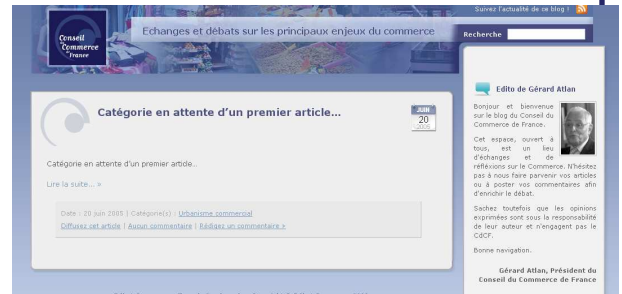 Suivez l'actualité de ce blog !
Conseil
du
Commerce
de
France
Echanges et débats sur les principaux enjeux du commerce
Recherche
Catégorie en attente d'un premier article...
JUIN
20
2005
Catégorie en attente d'un premier article...
Lire la suite... »
Date : 20 juin 2005 | Catégorie(s) : Urbanisme commercial
Diffusez cet article | Aucun commentaire | Rédigez un commentaire »
Edito de Gérard Atlan
Bonjour et bienvenue
sur le blog du Conseil du
Commerce de France.
Cet espace, ouvert à
tous, est un lieu
d'échanges et de
réfléxions sur le Commerce. N'hésitez
pas à nous faire parvenir vos articles
ou à poster vos commentaires afin
d'enrichir le débat.
Sachez toutefois que les opinions
exprimées sont sous la responsabilité
de leur auteur et n'engagent pas le
CdCF.
Bonne navigation.
Gérard Atlan, Président du
Conseil du Commerce de France